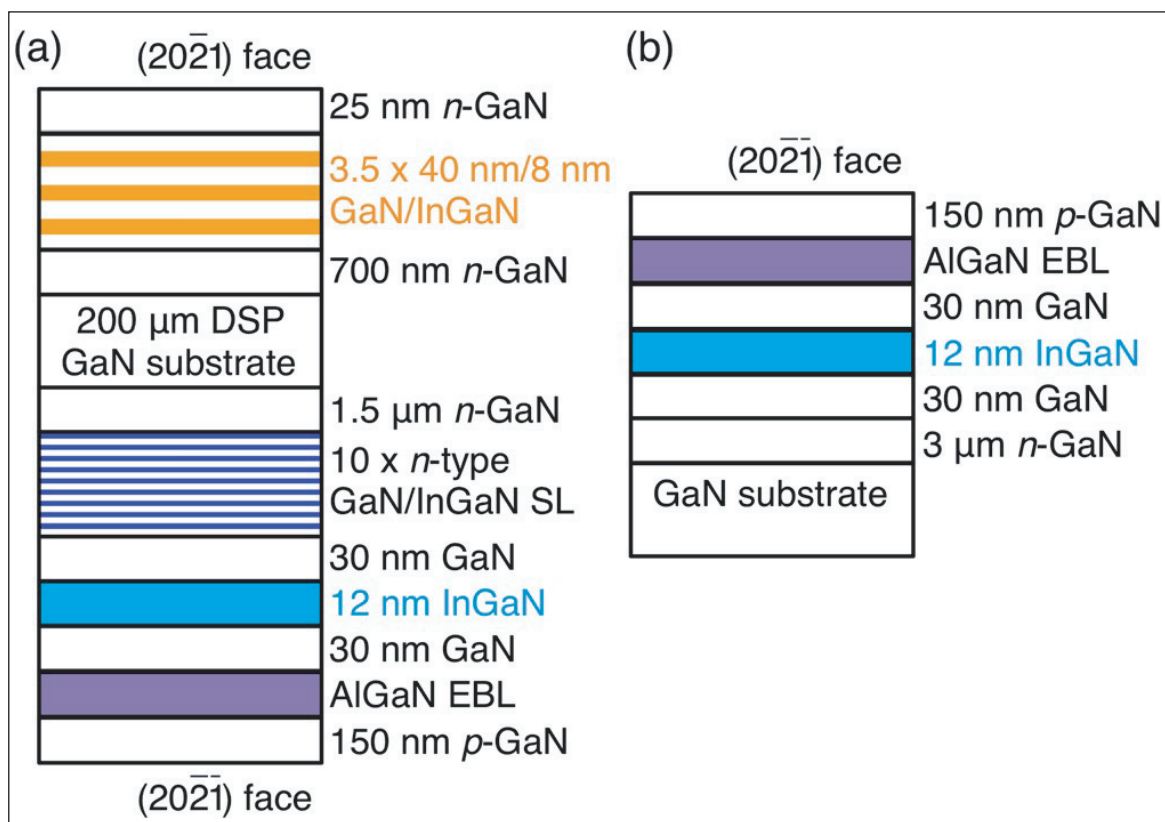 (a)
(202̄1) face
25 nm n-GaN
3.5 x 40 nm/8 nm
GaN/InGaN
700 nm n-GaN
200 μm DSP
GaN substrate
1.5 μm n-GaN
10 x n-type
GaN/InGaN SL
30 nm GaN
12 nm InGaN
30 nm GaN
AlGaN EBL
150 nm p-GaN
(202̄1̄) face
(b)
(202̄1̄) face
150 nm p-GaN
AlGaN EBL
30 nm GaN
12 nm InGaN
30 nm GaN
3 μm n-GaN
GaN substrate